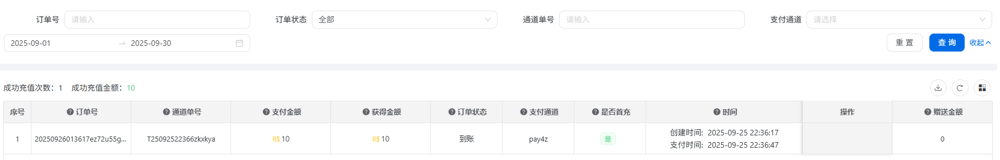 订单号 请输入 订单状态 全部 通道单号 请输入 支付通道 请选择
2025-09-01 → 2025-09-30 重 置 查 询 收起
成功充值次数：1 成功充值金额：10
序号 订单号 通道单号 支付金额 获得金额 订单状态 支付通道 是否首充 时间 操作 赠送金额
1 20250926013617ez72u55g... T25092522366zkxkya R$ 10 R$ 10 到账 pay4z 是 创建时间：2025-09-25 22:36:17 0
支付时间：2025-09-25 22:36:47